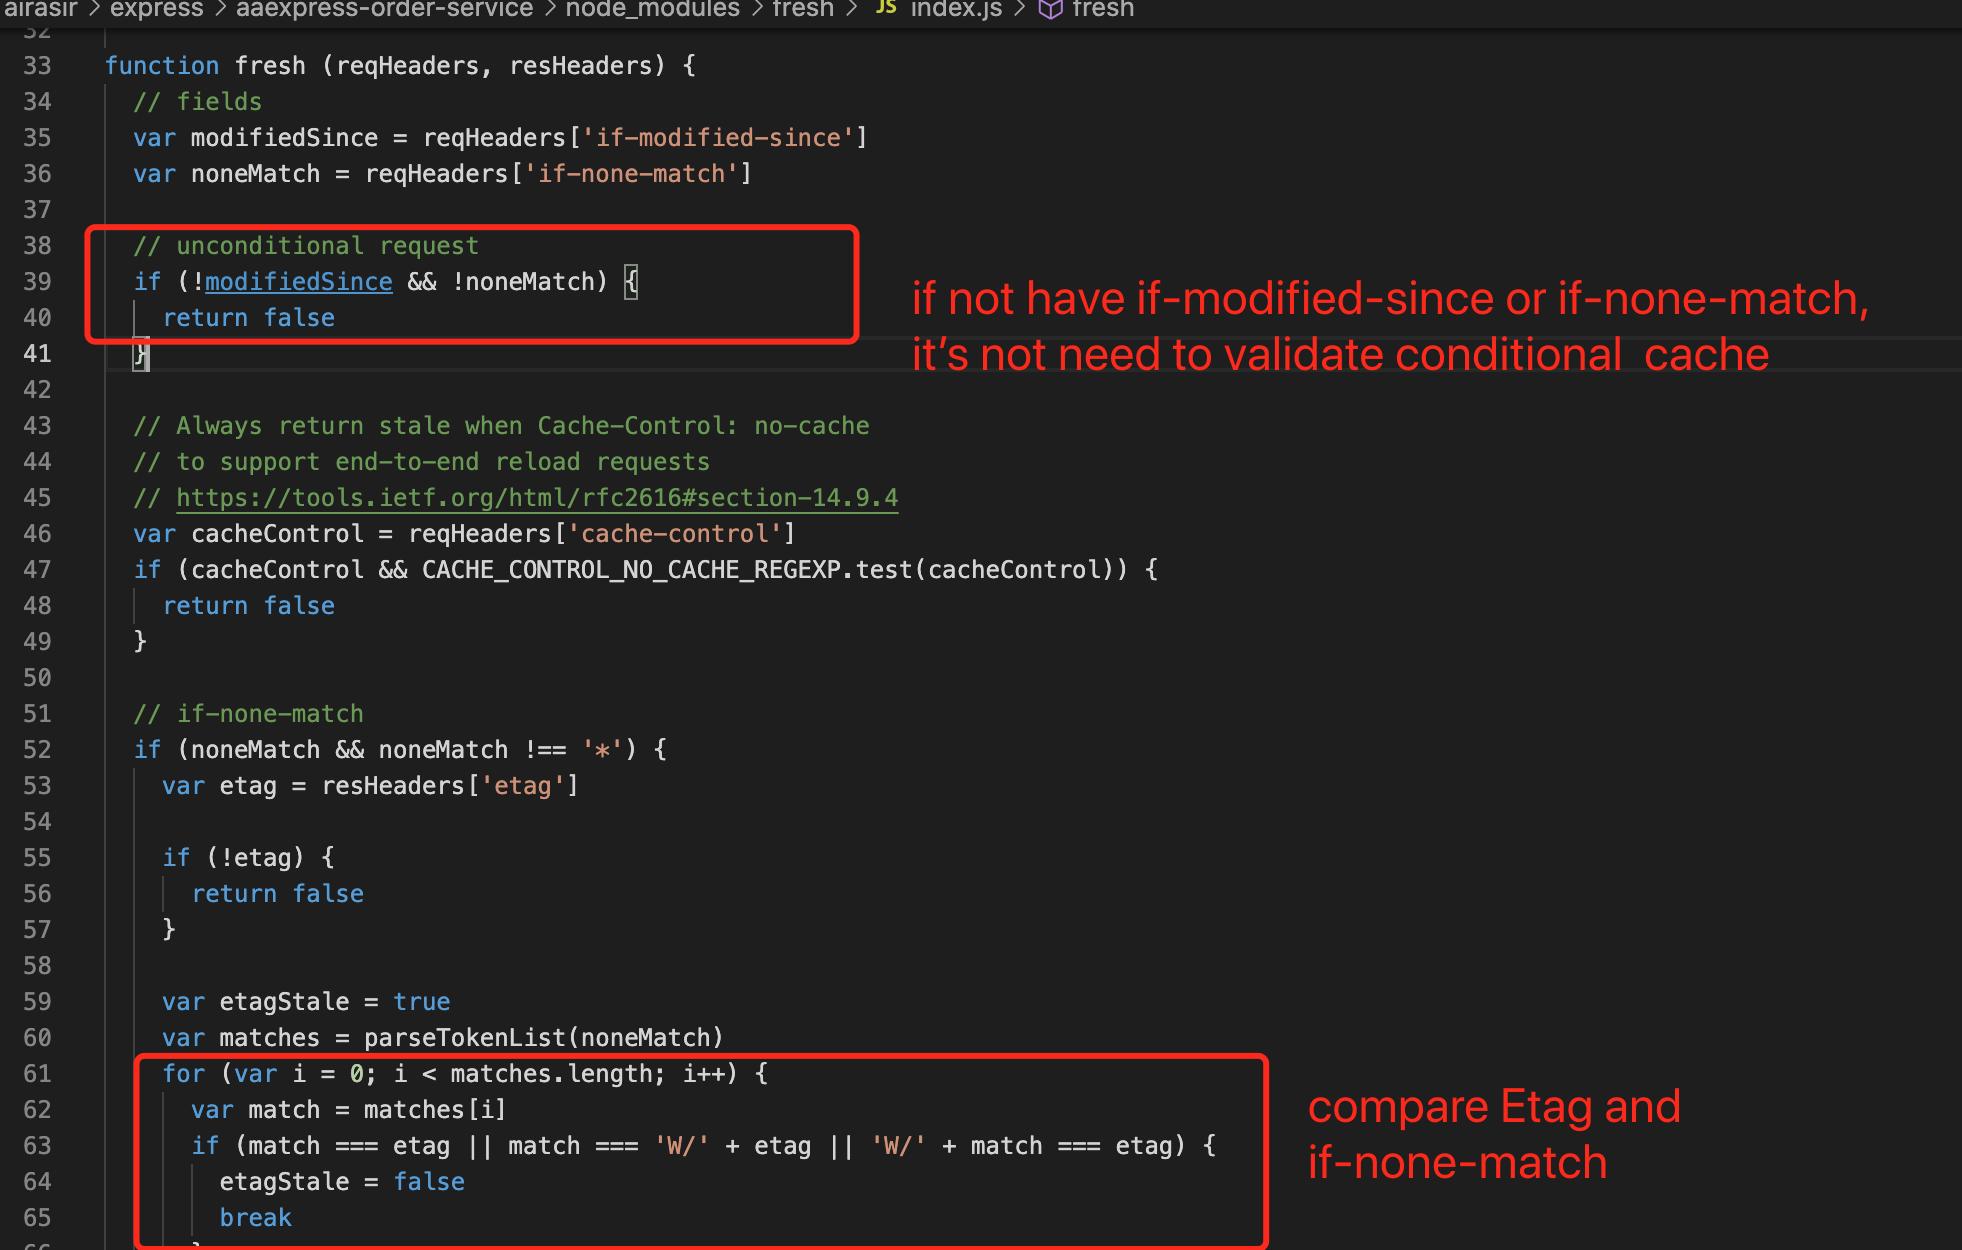 airasir > express > aaexpress-order-service > node_modules > fresh > JS index.js > fresh
32
33 function fresh (reqHeaders, resHeaders) {
34 // fields
35 var modifiedSince = reqHeaders['if-modified-since']
36 var noneMatch = reqHeaders['if-none-match']
37
38 // unconditional request
39 if (!modifiedSince && !noneMatch) {
40 return false
41 }
if not have if-modified-since or if-none-match,
it's not need to validate conditional cache
42
43 // Always return stale when Cache-Control: no-cache
44 // to support end-to-end reload requests
45 // https://tools.ietf.org/html/rfc2616#section-14.9.4
46 var cacheControl = reqHeaders['cache-control']
47 if (cacheControl && CACHE_CONTROL_NO_CACHE_REGEXP.test(cacheControl)) {
48 return false
49 }
50
51 // if-none-match
52 if (noneMatch && noneMatch !== '*') {
53 var etag = resHeaders['etag']
54
55 if (!etag) {
56 return false
57 }
58
59 var etagStale = true
60 var matches = parseTokenList(noneMatch)
61 for (var i = 0; i < matches.length; i++) {
62 var match = matches[i]
63 if (match === etag || match === 'W/' + etag || 'W/' + match === etag) {
64 etagStale = false
65 break
66 }
compare Etag and
if-none-match